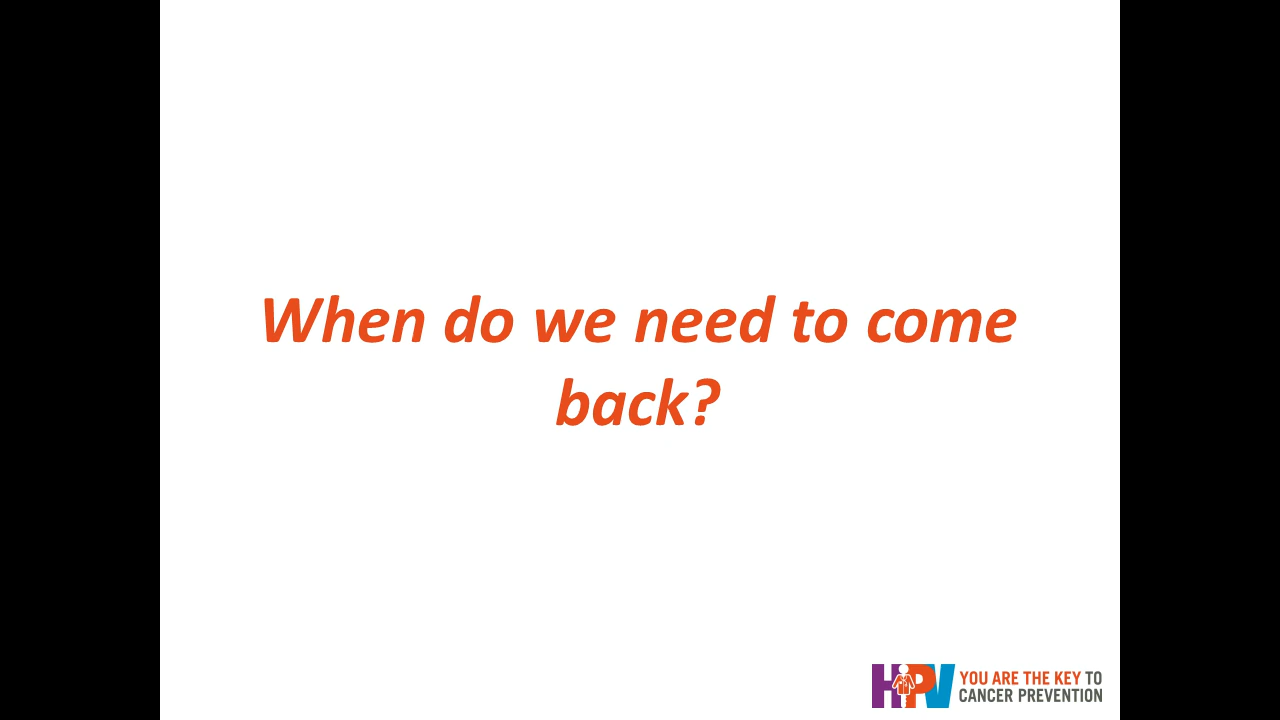 When do we need to come
back?
HPV
YOU ARE THE KEY TO
CANCER PREVENTION